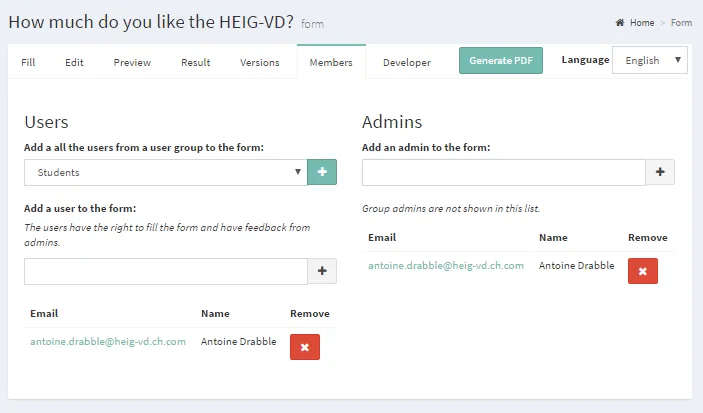 How much do you like the HEIG-VD? form
Home > Form
Fill Edit Preview Result Versions Members Developer Generate PDF Language English
Users
Add a all the users from a user group to the form:
Students
Add a user to the form:
The users have the right to fill the form and have feedback from
admins.
Email Name Remove
antoine.drabble@heig-vd.ch.com Antoine Drabble
Admins
Add an admin to the form:
Group admins are not shown in this list.
Email Name Remove
antoine.drabble@heig-vd.ch.com Antoine Drabble